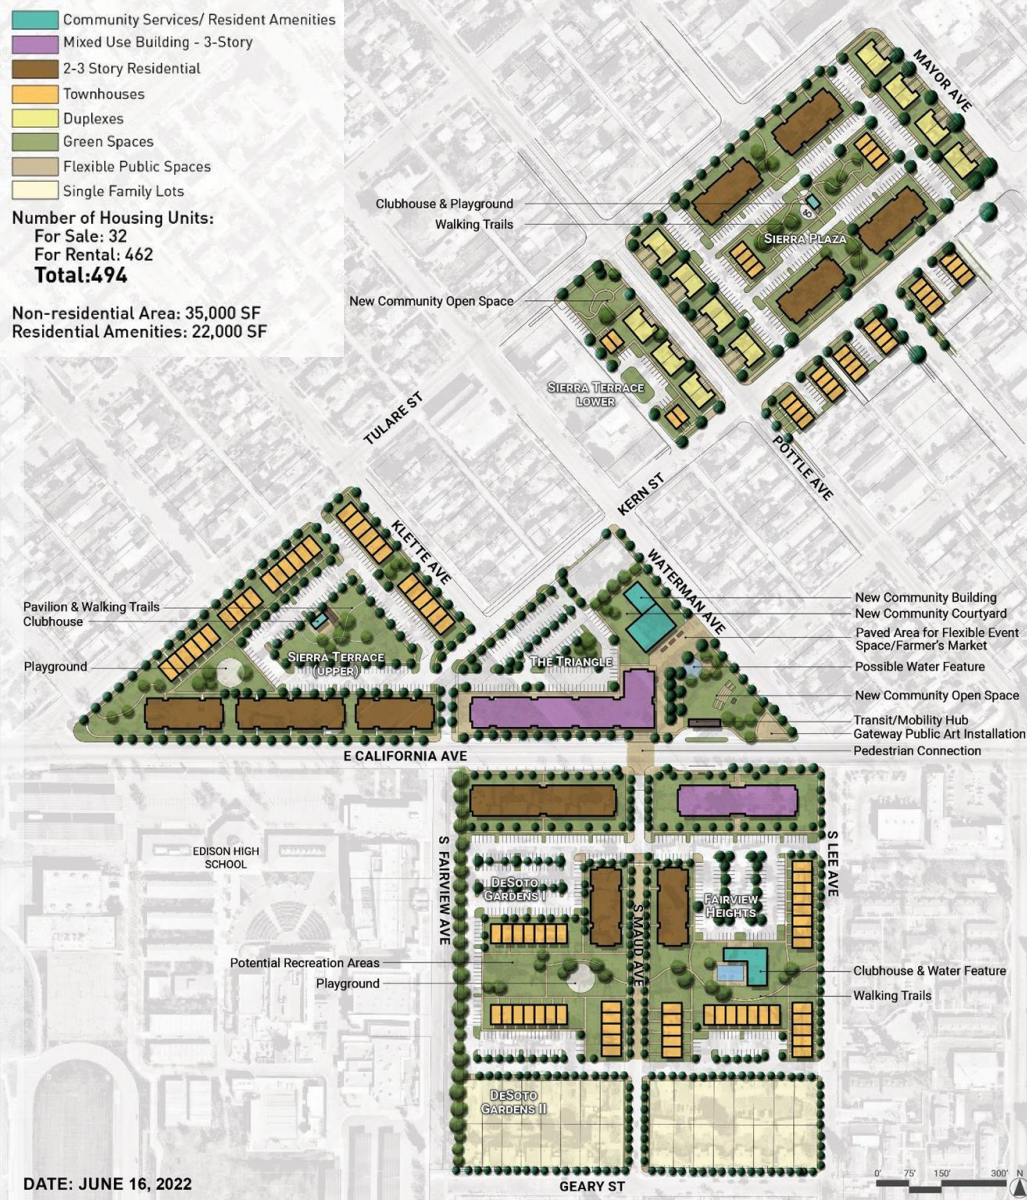 Community Services/ Resident Amenities
Mixed Use Building - 3-Story
2-3 Story Residential
Townhouses
Duplexes
Green Spaces
Flexible Public Spaces
Single Family Lots
Number of Housing Units:
For Sale: 32
For Rental: 462
Total:494
Non-residential Area: 35,000 SF
Residential Amenities: 22,000 SF
MAYOR AVE
Clubhouse & Playground
Walking Trails
SIERRA PLAZA
New Community Open Space
SIERRA TERRACE
LOWER
TULARE ST
POTTLE AVE
KERN ST
KLETTE AVE
WATERMAN AVE
Pavilion & Walking Trails
Clubhouse
Playground
SIERRA TERRACE
(UPPER)
THE TRIANGLE
New Community Building
New Community Courtyard
Paved Area for Flexible Event
Space/Farmer's Market
Possible Water Feature
New Community Open Space
Transit/Mobility Hub
Gateway Public Art Installation
Pedestrian Connection
E CALIFORNIA AVE
EDISON HIGH
SCHOOL
S FAIRVIEW AVE
DESOTO
GARDENS I
S MAUD AVE
FAIRVIEW
HEIGHTS
S LEE AVE
Potential Recreation Areas
Playground
Clubhouse & Water Feature
Walking Trails
DESOTO
GARDENS II
DATE: JUNE 16, 2022
GEARY ST
0' 75' 150' 300' N